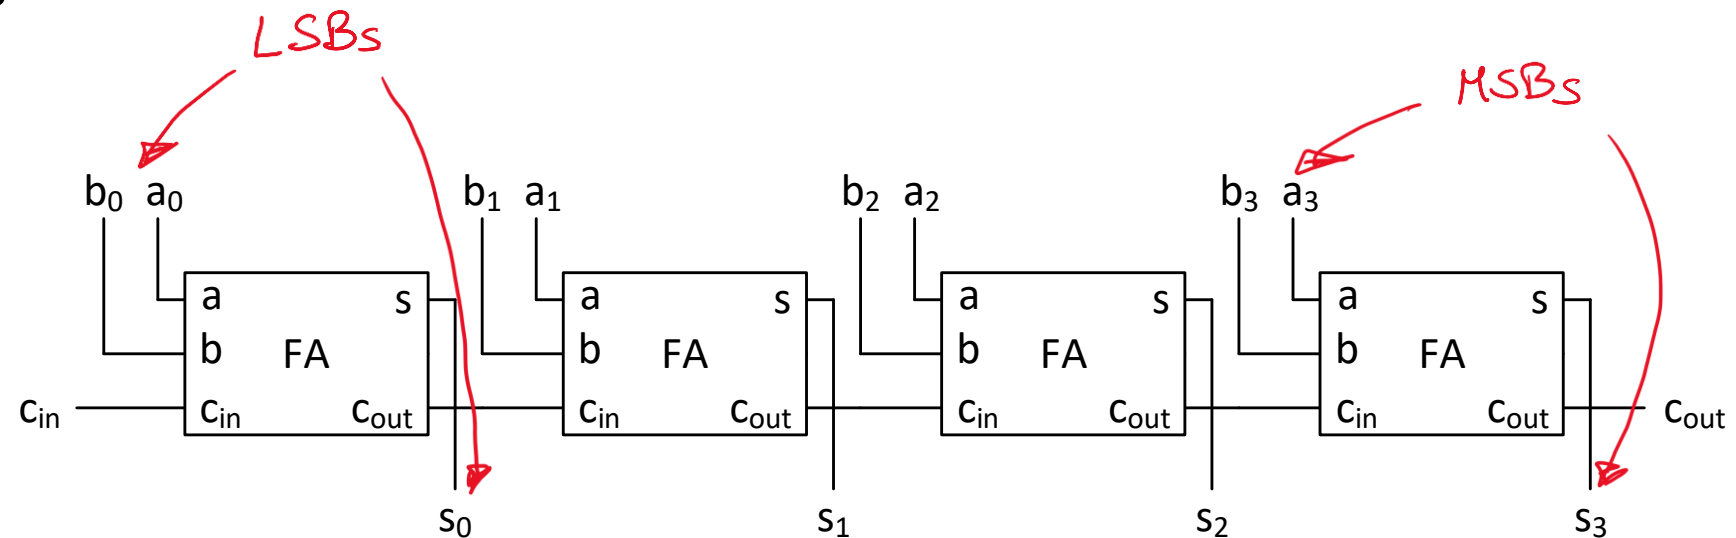 LSBs
MSBs
b₀ a₀ b₁ a₁ b₂ a₂ b₃ a₃
a s a s a s a s
b FA b FA b FA b FA
cᵢₙ cᵢₙ cₒᵤₜ cᵢₙ cₒᵤₜ cᵢₙ cₒᵤₜ cᵢₙ cₒᵤₜ cₒᵤₜ
s₀ s₁ s₂ s₃